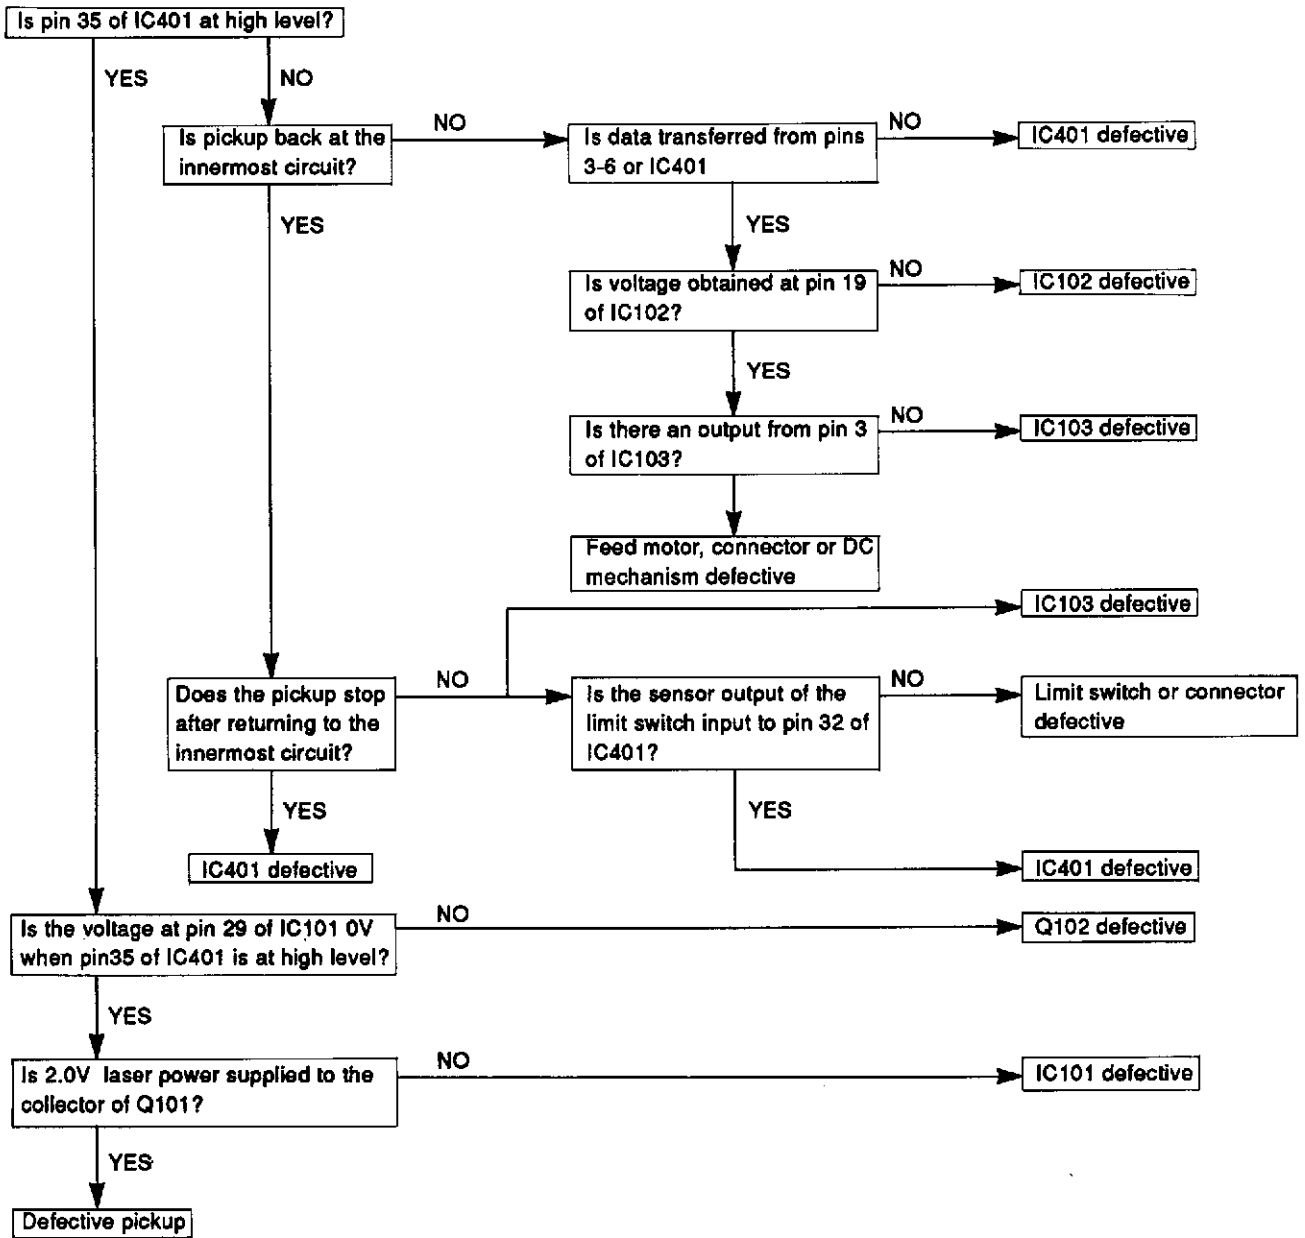 Is pin 35 of IC401 at high level?
YES
NO
Is pickup back at the
innermost circuit?
NO
Is data transferred from pins
3-6 or IC401
NO
IC401 defective
YES
YES
Is voltage obtained at pin 19
of IC102?
NO
IC102 defective
YES
Is there an output from pin 3
of IC103?
NO
IC103 defective
Feed motor, connector or DC
mechanism defective
IC103 defective
Does the pickup stop
after returning to the
innermost circuit?
NO
Is the sensor output of the
limit switch input to pin 32 of
IC401?
NO
Limit switch or connector
defective
YES
YES
IC401 defective
IC401 defective
Is the voltage at pin 29 of IC101 0V
when pin35 of IC401 is at high level?
NO
Q102 defective
YES
Is 2.0V laser power supplied to the
collector of Q101?
NO
IC101 defective
YES
Defective pickup